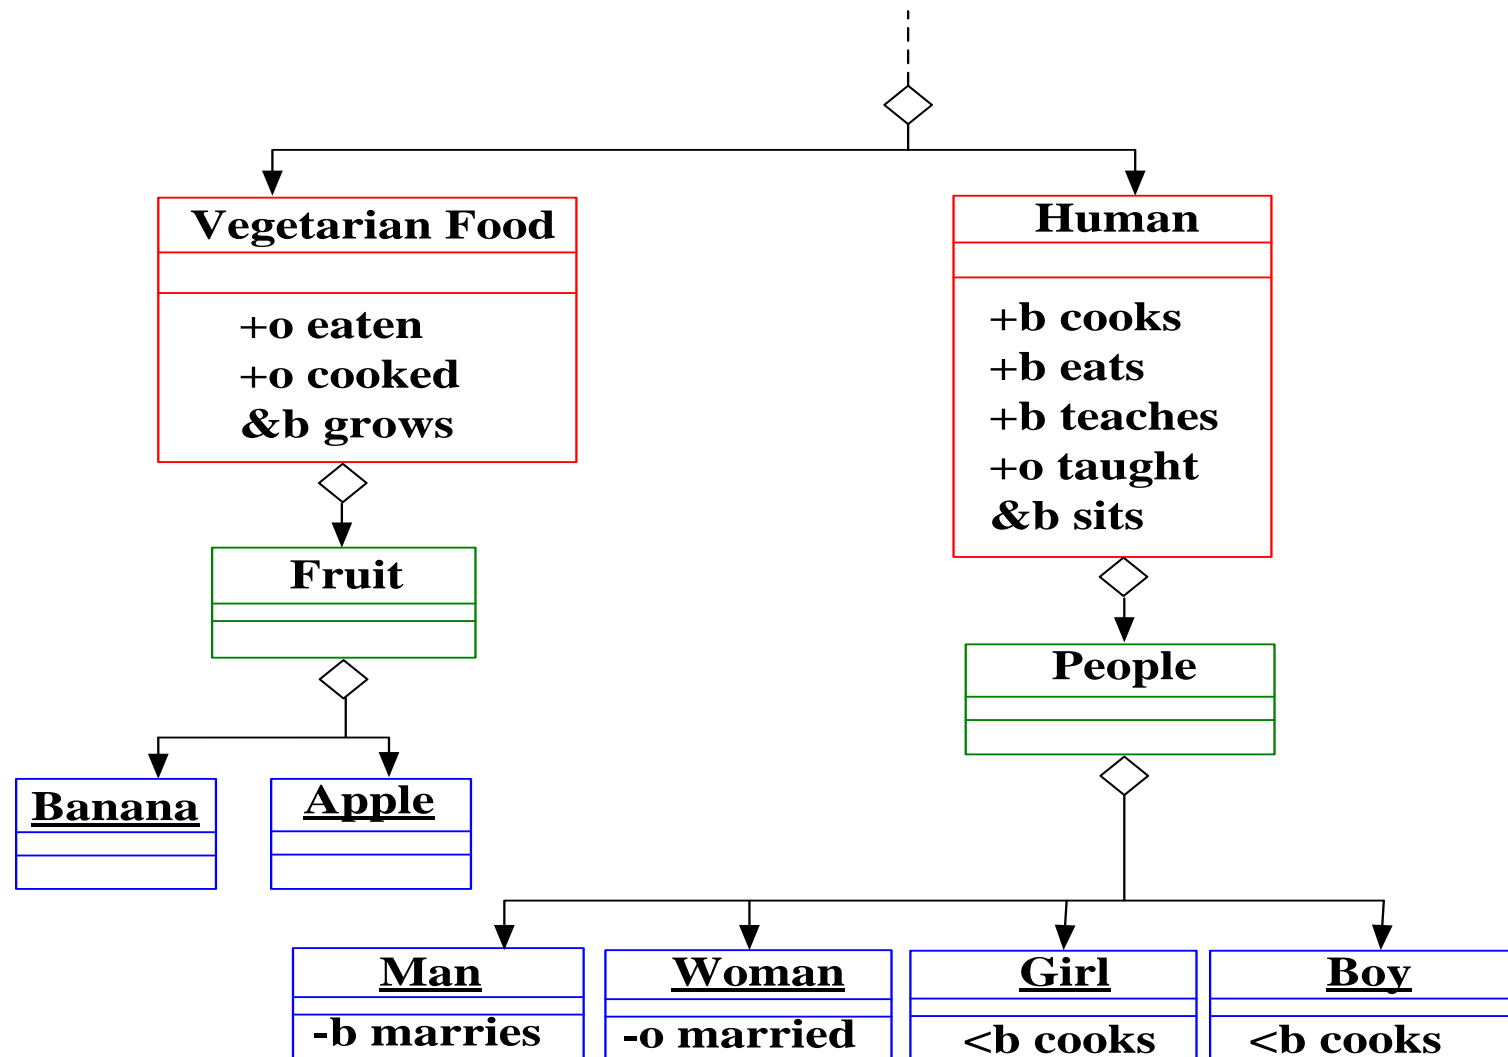 Vegetarian Food
+o eaten
+o cooked
&b grows
Human
+b cooks
+b eats
+b teaches
+o taught
&b sits
Fruit
People
Banana
Apple
Man
-b marries
Woman
-o married
Girl
<b cooks
Boy
<b cooks